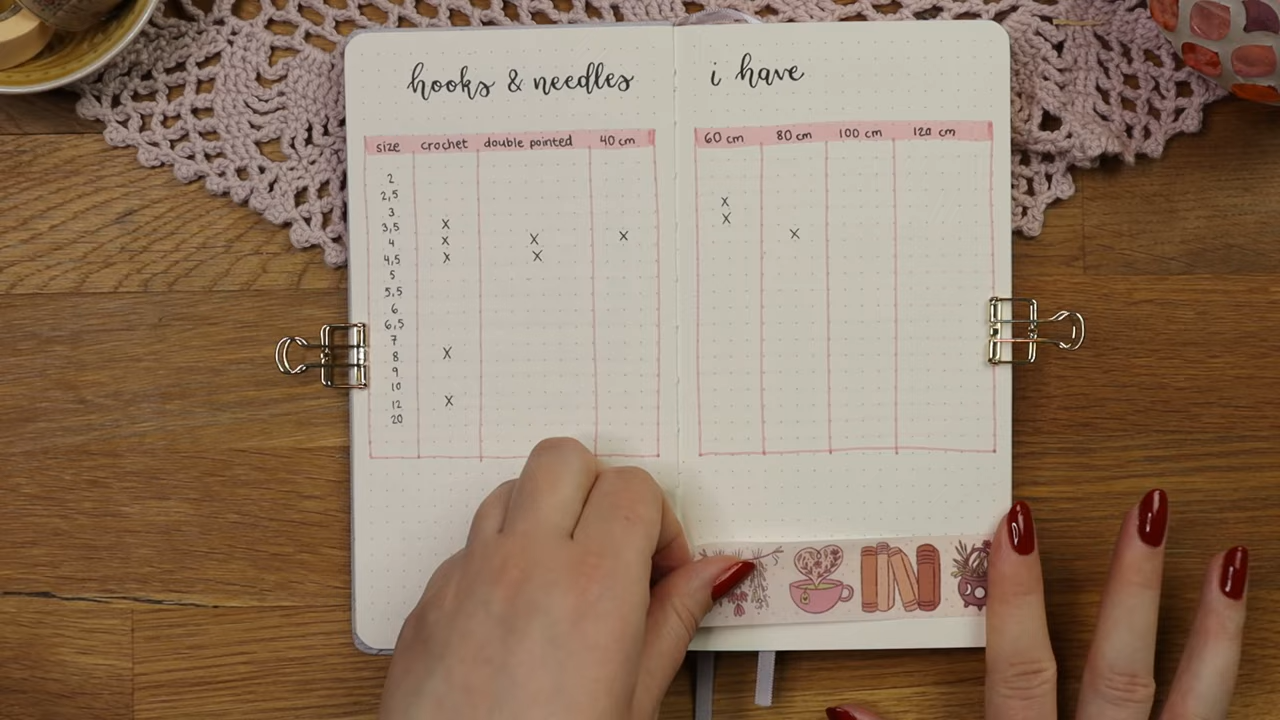 hooks & needles i have
size crochet double pointed 40 cm 60 cm 80 cm 100 cm 120 cm
2
2,5
3 x
3,5 x x
4 x x x x
4,5 x x
5
5,5
6
6,5
7
8 x
9
10
12 x
20